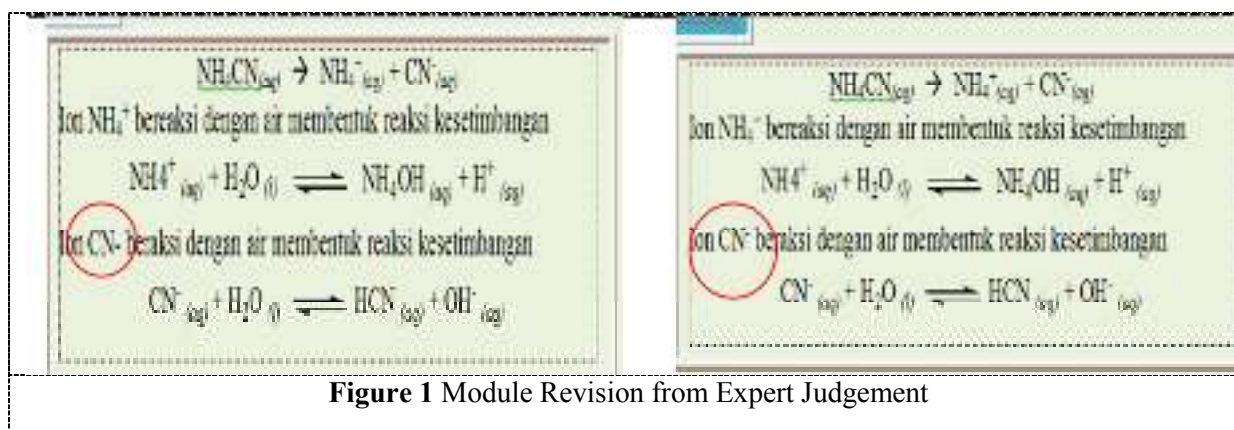 NH₄CN(aq) → NH₄⁻(aq) + CN⁻(aq)
Ion NH₄⁺ bereaksi dengan air membentuk reaksi kesetimbangan
NH4⁺ (aq) + H₂O (l) ⇌ NH₄OH (aq) + H⁺ (aq)
Ion CN- beraksi dengan air membentuk reaksi kesetimbangan
CN⁻ (aq) + H₂O (l) ⇌ HCN (aq) + OH⁻ (aq)
NH₄CN(aq) → NH₄⁺(aq) + CN⁻(aq)
Ion NH₄⁻ bereaksi dengan air membentuk reaksi kesetimbangan
NH4⁺ (aq) + H₂O (l) ⇌ NH₄OH (aq) + H⁺ (aq)
Ion CN⁻ beraksi dengan air membentuk reaksi kesetimbangan
CN⁻ (aq) + H₂O (l) ⇌ HCN (aq) + OH⁻ (aq)
Figure 1 Module Revision from Expert Judgement